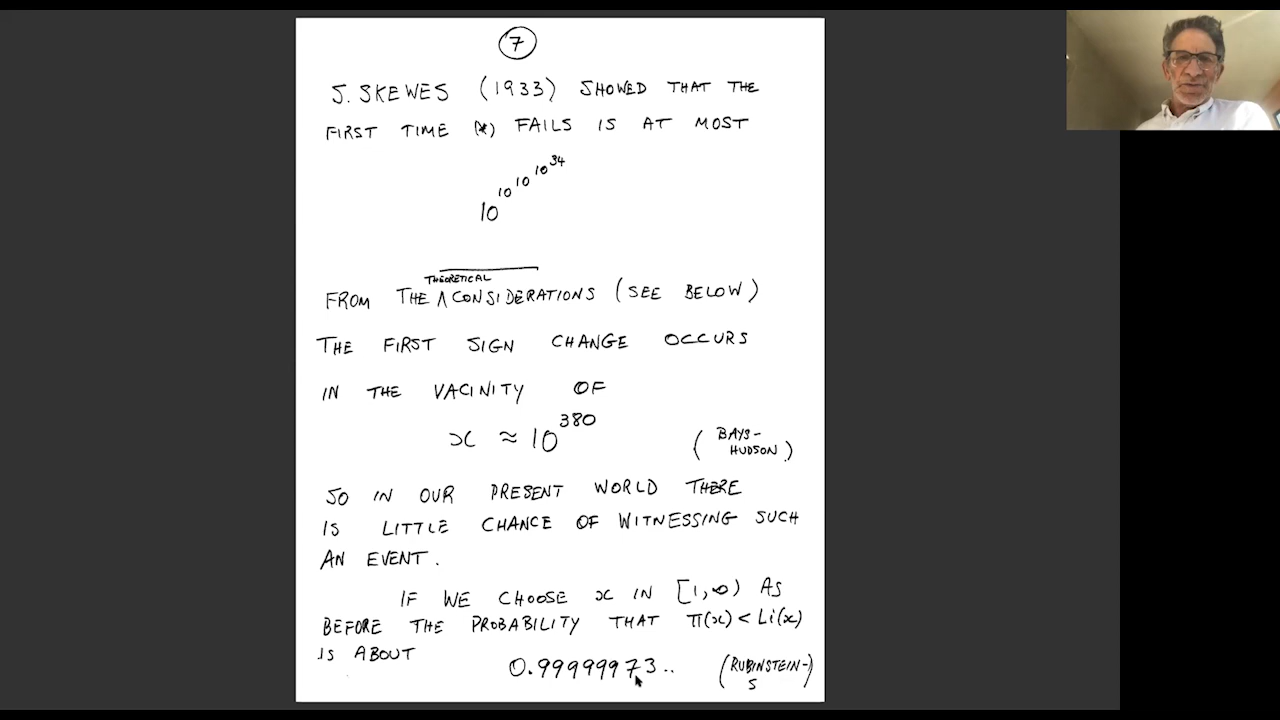 7
S. SKEWES (1933) SHOWED THAT THE
FIRST TIME (*) FAILS IS AT MOST
10^10^10^10^34
THEORETICAL
FROM THE ∧ CONSIDERATIONS (SEE BELOW)
THE FIRST SIGN CHANGE OCCURS
IN THE VACINITY OF
x ≈ 10^380
(BAYS-
HUDSON)
SO IN OUR PRESENT WORLD THERE
IS LITTLE CHANCE OF WITNESSING SUCH
AN EVENT.
IF WE CHOOSE x IN [1,∞) AS
BEFORE THE PROBABILITY THAT π(x) < Li(x)
IS ABOUT
0.99999973..
(RUBINSTEIN-
S)